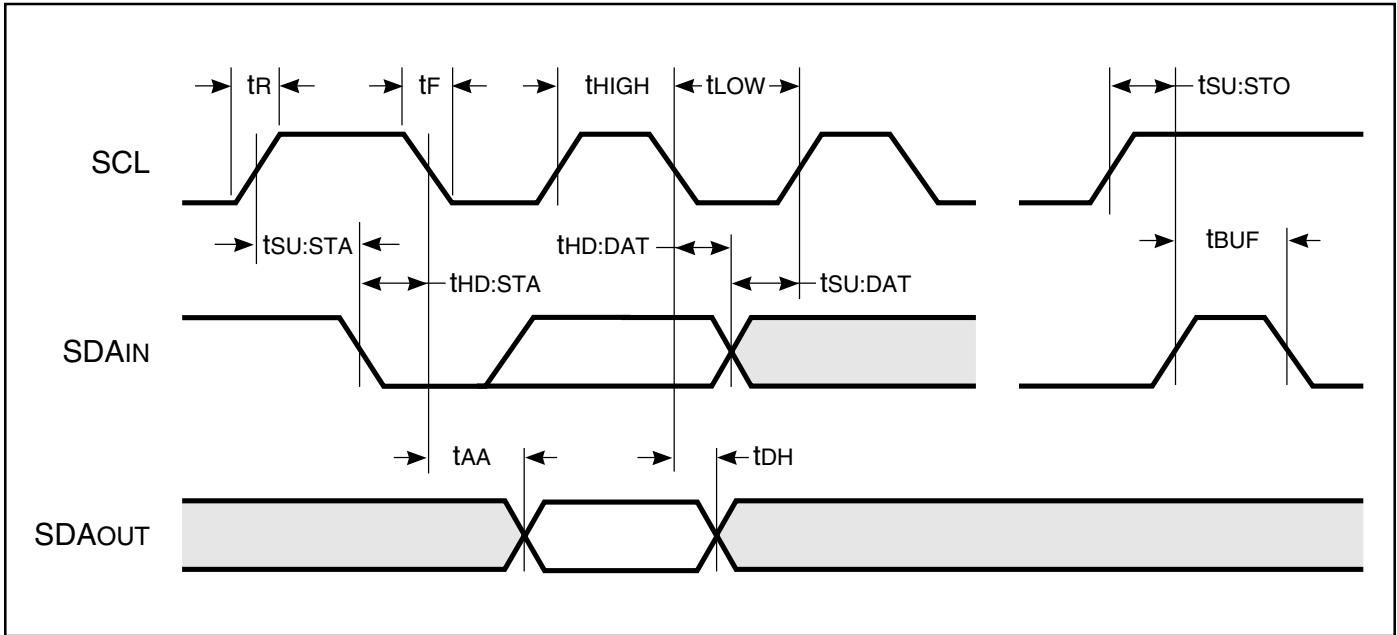 tR tF tHIGH tLOW tSU:STO
SCL
tSU:STA tHD:DAT tBUF
tHD:STA tSU:DAT
SDAIN
tAA tDH
SDAOUT